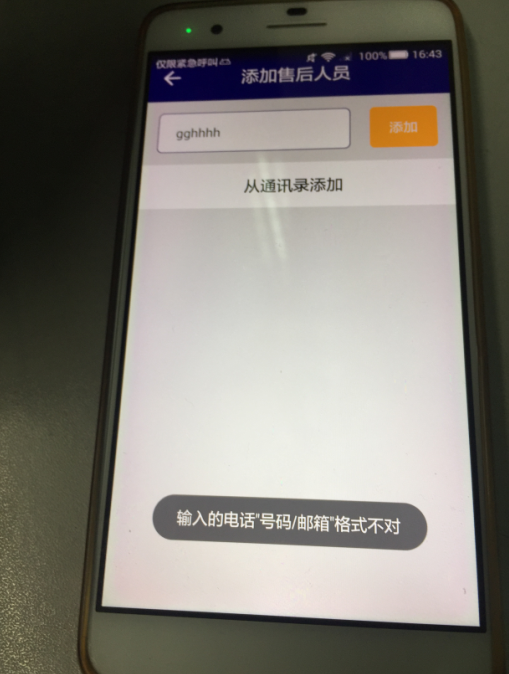 仅限紧急呼叫 100% 16:43
添加售后人员
gghhhh 添加
从通讯录添加
输入的电话"号码/邮箱"格式不对